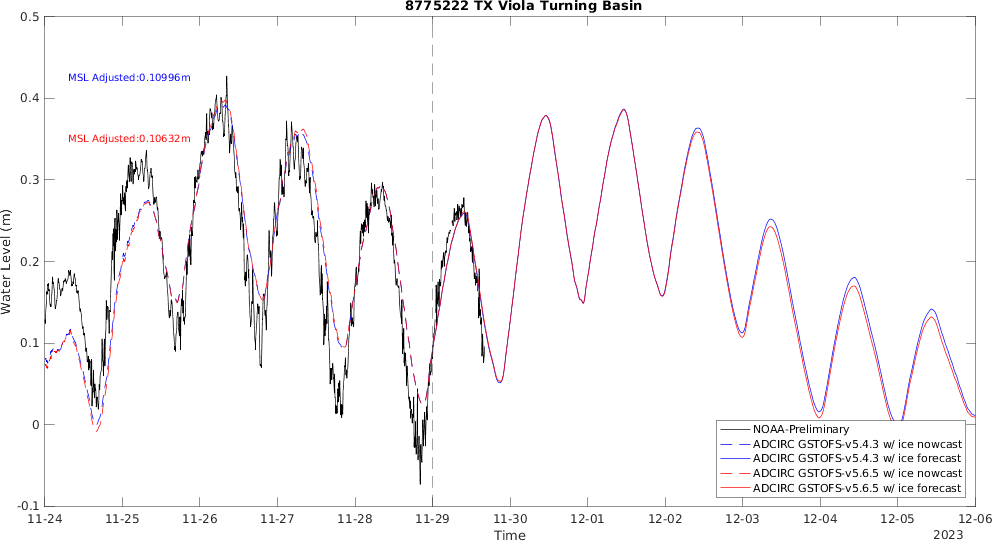 8775222 TX Viola Turning Basin
0.5
0.4
0.3
0.2
0.1
0
-0.1
Water Level (m)
MSL Adjusted:0.10996m
MSL Adjusted:0.10632m
NOAA-Preliminary
ADCIRC GSTOFS-v5.4.3 w/ ice nowcast
ADCIRC GSTOFS-v5.4.3 w/ ice forecast
ADCIRC GSTOFS-v5.6.5 w/ ice nowcast
ADCIRC GSTOFS-v5.6.5 w/ ice forecast
11-24 11-25 11-26 11-27 11-28 11-29 11-30 12-01 12-02 12-03 12-04 12-05 12-06
Time
2023